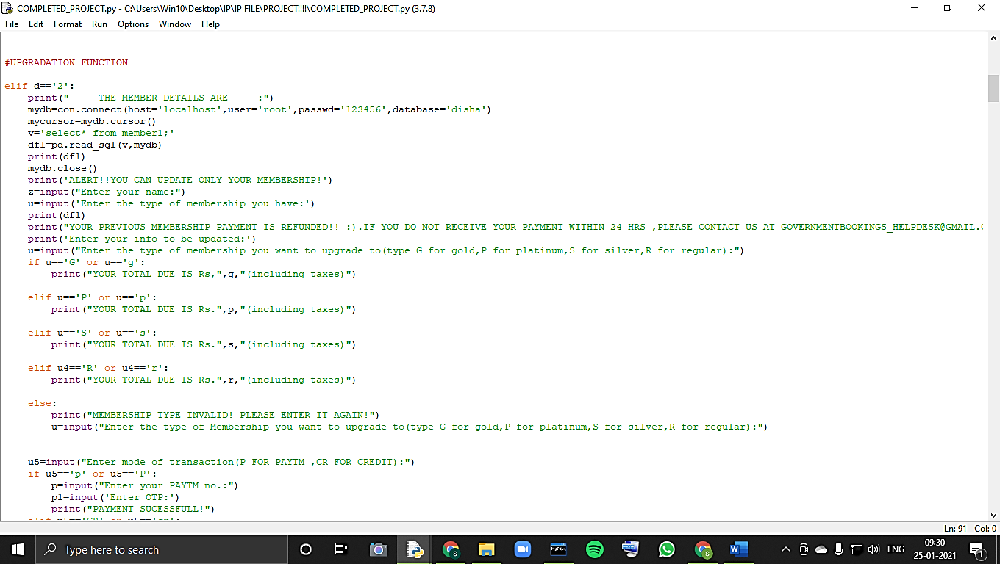 COMPLETED_PROJECT.py - C:\Users\Win10\Desktop\IP\IP FILE\PROJECT!!!!\COMPLETED_PROJECT.py (3.7.8)
File Edit Format Run Options Window Help
#UPGRADATION FUNCTION
elif d=='2':
print("-----THE MEMBER DETAILS ARE-----:")
mydb=con.connect(host='localhost',user='root',passwd='123456',database='disha')
mycursor=mydb.cursor()
v='select* from member1;'
df1=pd.read_sql(v,mydb)
print(df1)
mydb.close()
print('ALERT!!YOU CAN UPDATE ONLY YOUR MEMBERSHIP!')
z=input("Enter your name:")
u=input('Enter the type of membership you have:')
print(df1)
print("YOUR PREVIOUS MEMBERSHIP PAYMENT IS REFUNDED!! :).IF YOU DO NOT RECEIVE YOUR PAYMENT WITHIN 24 HRS ,PLEASE CONTACT US AT GOVERNMENTBOOKINGS_HELPDESK@GMAIL.
print('Enter your info to be updated:')
u=input("Enter the type of membership you want to upgrade to(type G for gold,P for platinum,S for silver,R for regular):")
if u=='G' or u=='g':
print("YOUR TOTAL DUE IS Rs,",g,"(including taxes)")
elif u=='P' or u=='p':
print("YOUR TOTAL DUE IS Rs.",p,"(including taxes)")
elif u=='S' or u=='s':
print("YOUR TOTAL DUE IS Rs.",s,"(including taxes)")
elif u4=='R' or u4=='r':
print("YOUR TOTAL DUE IS Rs.",r,"(including taxes)")
else:
print("MEMBERSHIP TYPE INVALID! PLEASE ENTER IT AGAIN!")
u=input("Enter the type of Membership you want to upgrade to(type G for gold,P for platinum,S for silver,R for regular):")
u5=input("Enter mode of transaction(P FOR PAYTM ,CR FOR CREDIT):")
if u5=='p' or u5=='P':
p=input("Enter your PAYTM no.:")
p1=input('Enter OTP:')
print("PAYMENT SUCESSFULL!")
Ln: 91 Col: 0
Type here to search
ENG
09:30
25-01-2021
1